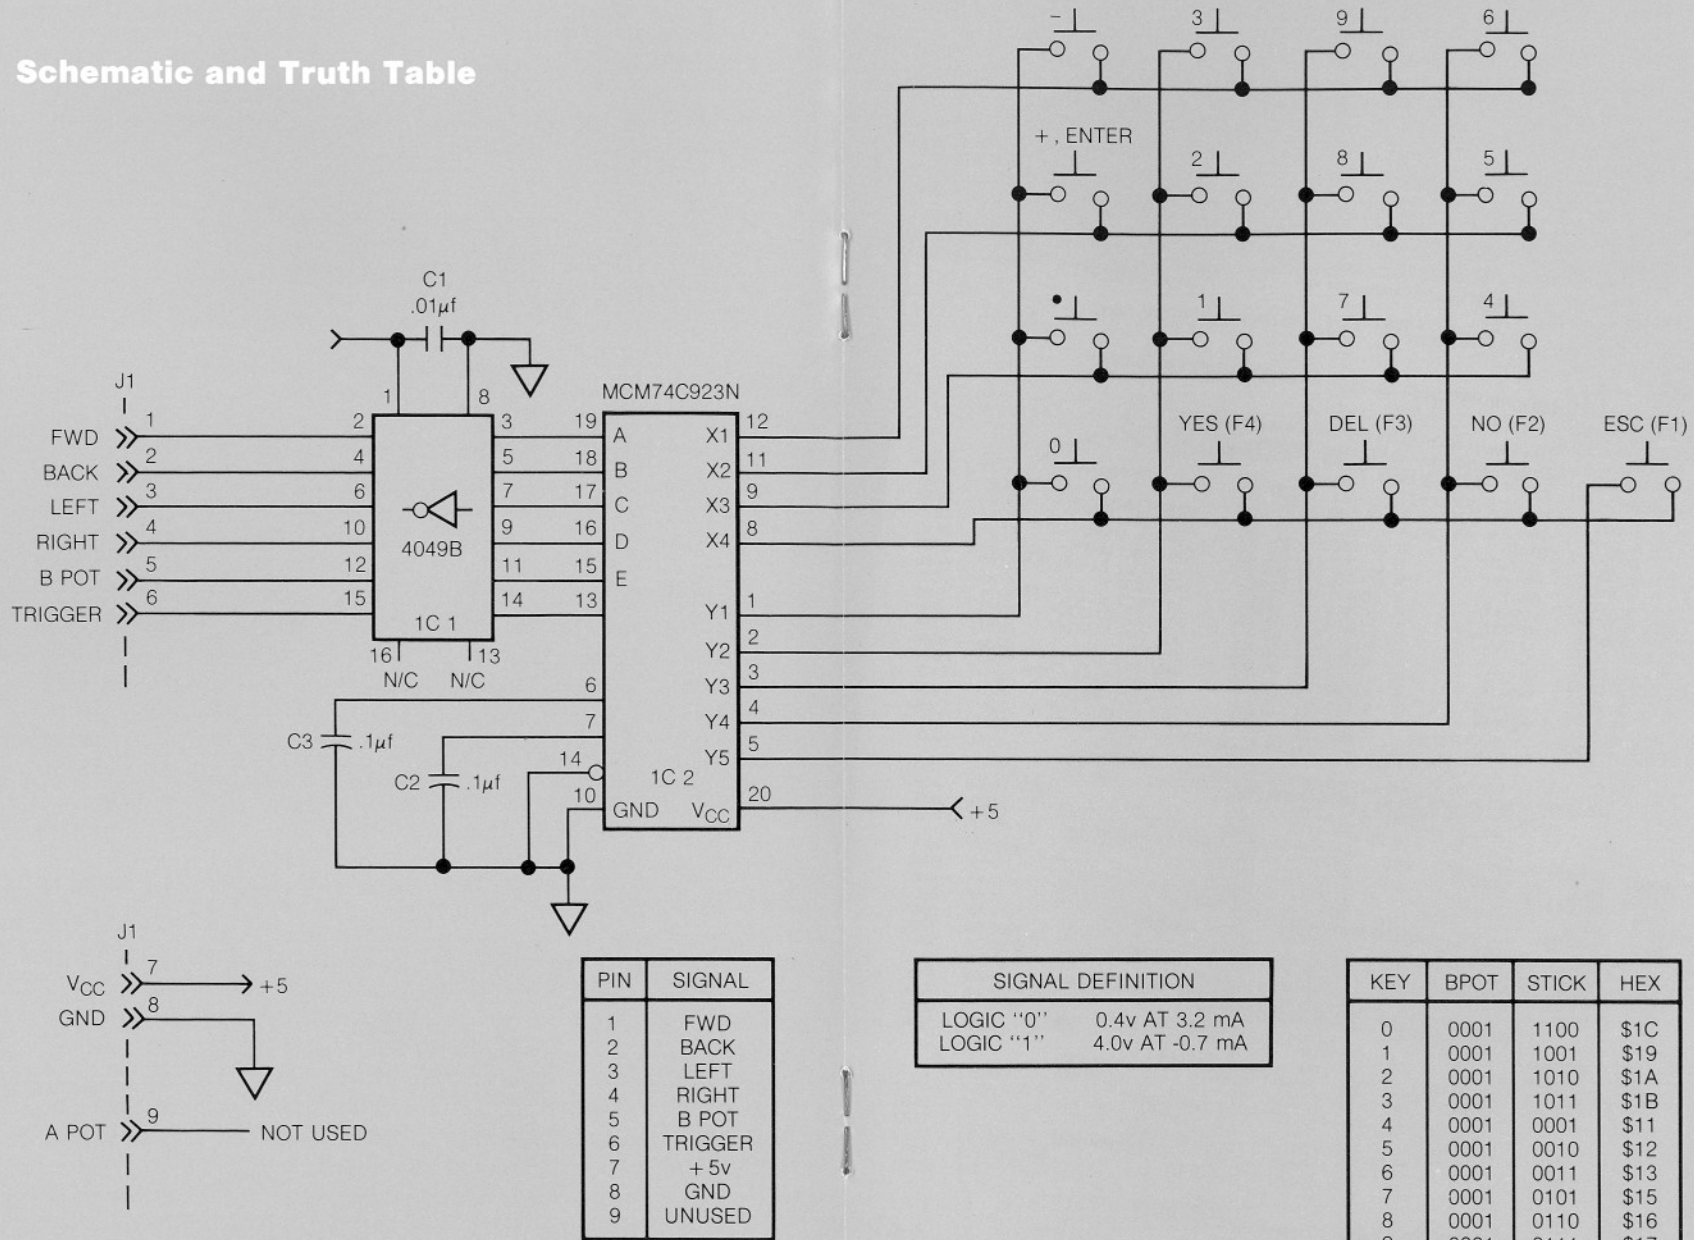 Schematic and Truth Table
C1
.01µf
J1
1
8
FWD
1
2
3
BACK
2
4
5
LEFT
3
6
7
RIGHT
4
10
9
B POT
5
12
11
TRIGGER
6
15
14
4049B
1C 1
16
13
N/C
N/C
MCM74C923N
19
A
18
B
17
C
16
D
15
E
13
6
7
14
10
GND
1C 2
VCC
X1
12
X2
11
X3
9
X4
8
Y1
1
Y2
2
Y3
3
Y4
4
Y5
5
20
+5
C3
.1µf
C2
.1µf
−
3
9
6
+, ENTER
2
8
5
•
1
7
4
0
YES (F4)
DEL (F3)
NO (F2)
ESC (F1)
J1
VCC
7
+5
GND
8
A POT
9
NOT USED
PIN SIGNAL
1 FWD
2 BACK
3 LEFT
4 RIGHT
5 B POT
6 TRIGGER
7 +5v
8 GND
9 UNUSED
SIGNAL DEFINITION
LOGIC "0" 0.4v AT 3.2 mA
LOGIC "1" 4.0v AT -0.7 mA
KEY BPOT STICK HEX
0 0001 1100 $1C
1 0001 1001 $19
2 0001 1010 $1A
3 0001 1011 $1B
4 0001 0001 $11
5 0001 0010 $12
6 0001 0011 $13
7 0001 0101 $15
8 0001 0110 $16